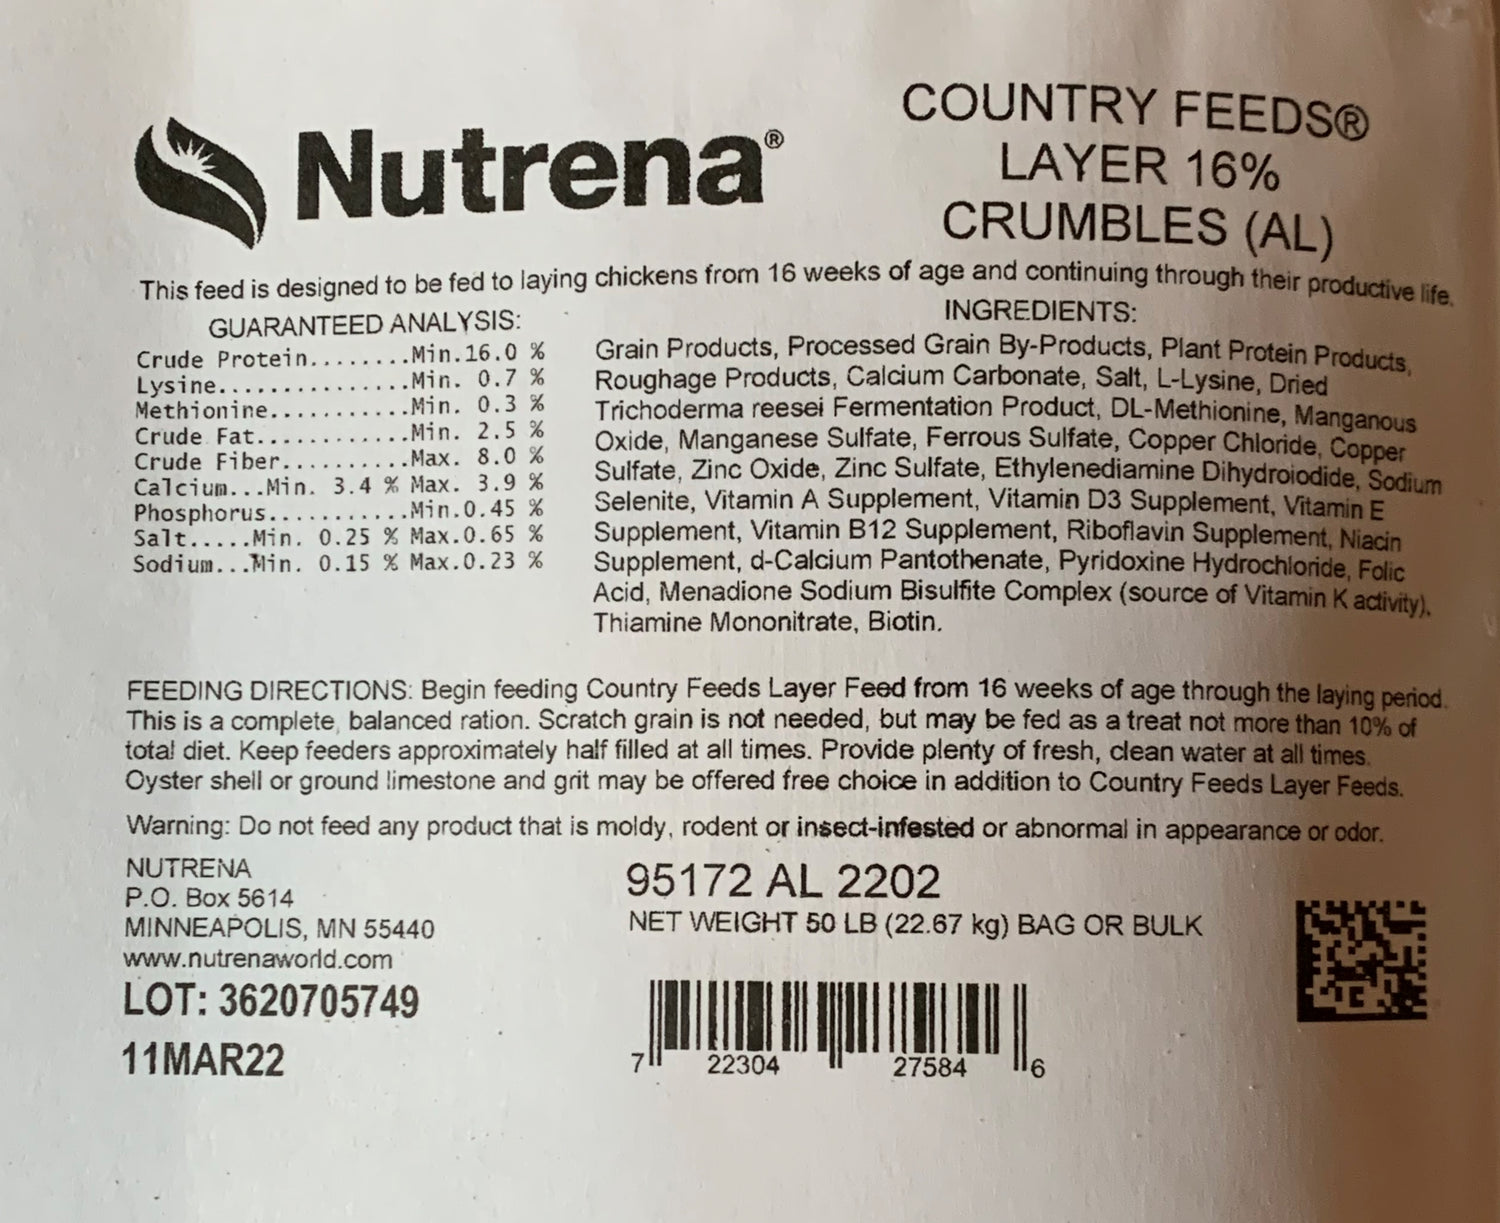 Nutrena®
COUNTRY FEEDS®
LAYER 16%
CRUMBLES (AL)
This feed is designed to be fed to laying chickens from 16 weeks of age and continuing through their productive life.
GUARANTEED ANALYSIS:
Crude Protein........Min.16.0 %
Lysine..............Min. 0.7 %
Methionine..........Min. 0.3 %
Crude Fat...........Min. 2.5 %
Crude Fiber.........Max. 8.0 %
Calcium...Min. 3.4 % Max. 3.9 %
Phosphorus..........Min.0.45 %
Salt.....Min. 0.25 % Max.0.65 %
Sodium...Min. 0.15 % Max.0.23 %
INGREDIENTS:
Grain Products, Processed Grain By-Products, Plant Protein Products,
Roughage Products, Calcium Carbonate, Salt, L-Lysine, Dried
Trichoderma reesei Fermentation Product, DL-Methionine, Manganous
Oxide, Manganese Sulfate, Ferrous Sulfate, Copper Chloride, Copper
Sulfate, Zinc Oxide, Zinc Sulfate, Ethylenediamine Dihydroiodide, Sodium
Selenite, Vitamin A Supplement, Vitamin D3 Supplement, Vitamin E
Supplement, Vitamin B12 Supplement, Riboflavin Supplement, Niacin
Supplement, d-Calcium Pantothenate, Pyridoxine Hydrochloride, Folic
Acid, Menadione Sodium Bisulfite Complex (source of Vitamin K activity),
Thiamine Mononitrate, Biotin.
FEEDING DIRECTIONS: Begin feeding Country Feeds Layer Feed from 16 weeks of age through the laying period.
This is a complete, balanced ration. Scratch grain is not needed, but may be fed as a treat not more than 10% of
total diet. Keep feeders approximately half filled at all times. Provide plenty of fresh, clean water at all times.
Oyster shell or ground limestone and grit may be offered free choice in addition to Country Feeds Layer Feeds.
Warning: Do not feed any product that is moldy, rodent or insect-infested or abnormal in appearance or odor.
NUTRENA
P.O. Box 5614
MINNEAPOLIS, MN 55440
www.nutrenaworld.com
LOT: 3620705749
11MAR22
95172 AL 2202
NET WEIGHT 50 LB (22.67 kg) BAG OR BULK
7 22304 27584 6